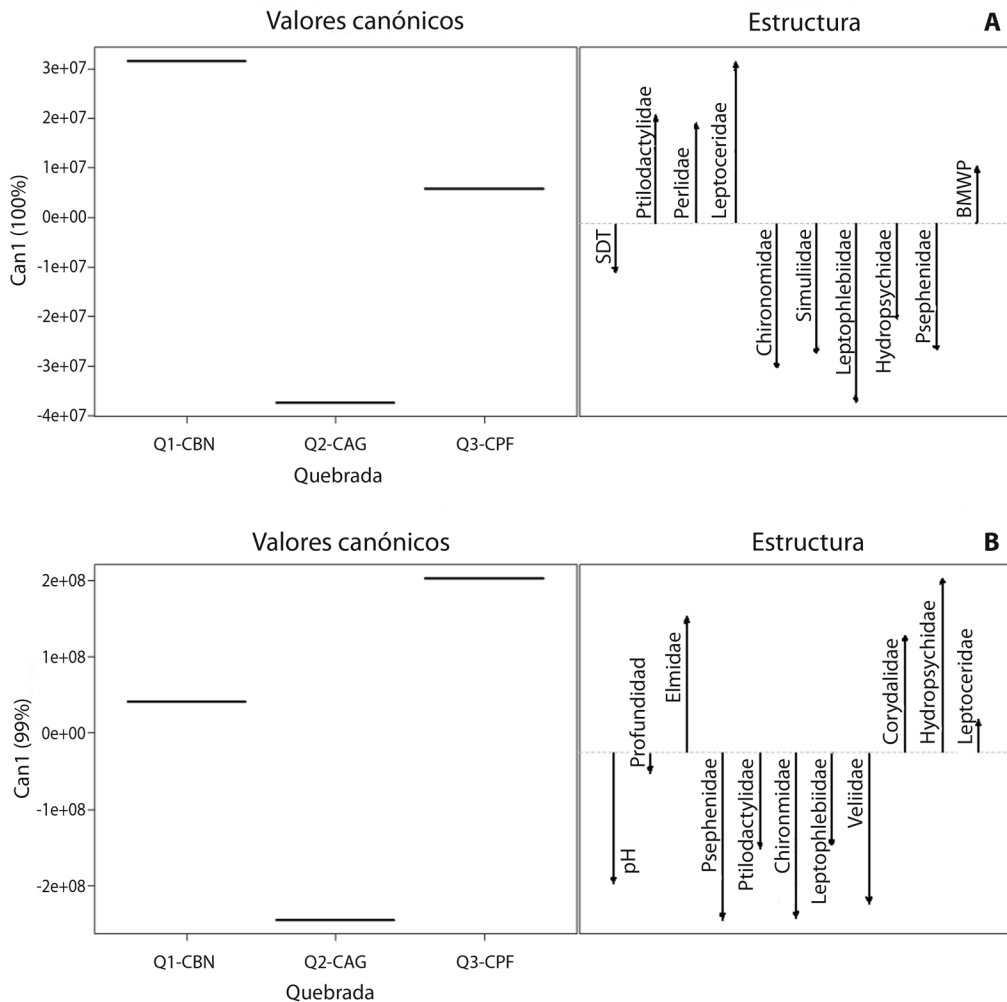 Valores canónicos
Estructura
A
Can1 (100%)
3e+07
2e+07
1e+07
0e+00
-1e+07
-2e+07
-3e+07
-4e+07
Q1-CBN
Q2-CAG
Q3-CPF
Quebrada
SDT
Ptilodactylidae
Perlidae
Leptoceridae
Chironomidae
Simuliidae
Leptophlebiidae
Hydropsychidae
Psephenidae
BMWP
Valores canónicos
Estructura
B
Can1 (99%)
2e+08
1e+08
0e+00
-1e+08
-2e+08
Q1-CBN
Q2-CAG
Q3-CPF
Quebrada
pH
Profundidad
Elmidae
Psephenidae
Ptilodactylidae
Chironmidae
Leptophlebiidae
Veliidae
Corydalidae
Hydropsychidae
Leptoceridae